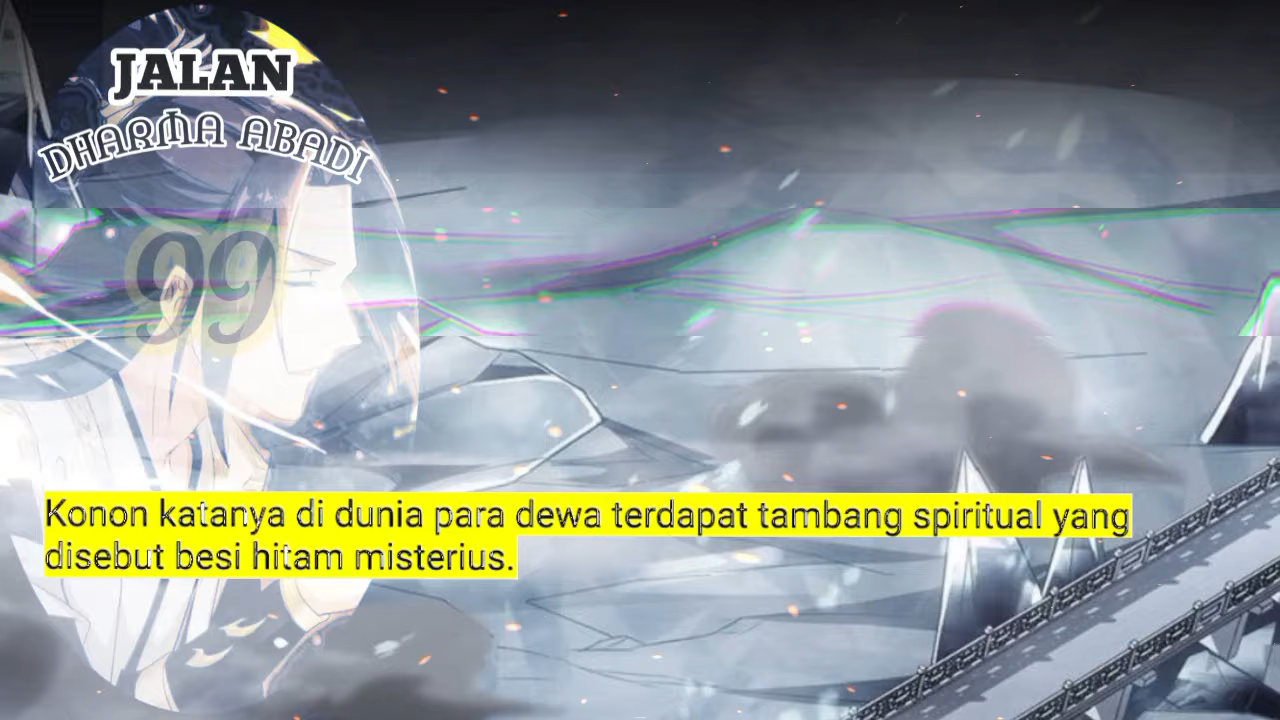 JALAN
DHARMA ABADI
99
Konon katanya di dunia para dewa terdapat tambang spiritual yang
disebut besi hitam misterius.